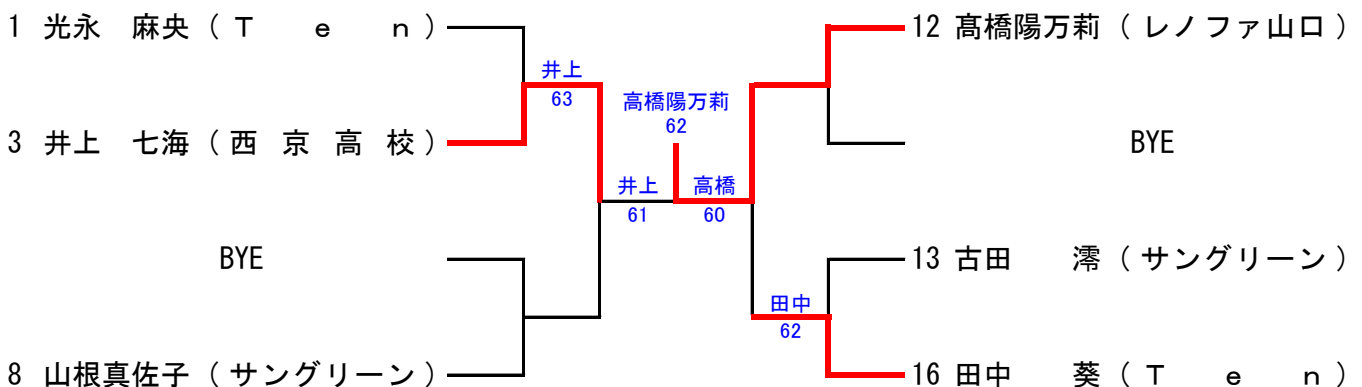 1 光永　麻央（Ｔ　ｅ　ｎ）
12 髙橋陽万莉（レノファ山口）
井上
63
高橋陽万莉
62
3 井上　七海（西京高校）
BYE
井上
61
高橋
60
BYE
13 古田　澪（サングリーン）
田中
62
8 山根真佐子（サングリーン）
16 田中　葵（Ｔ　ｅ　ｎ）